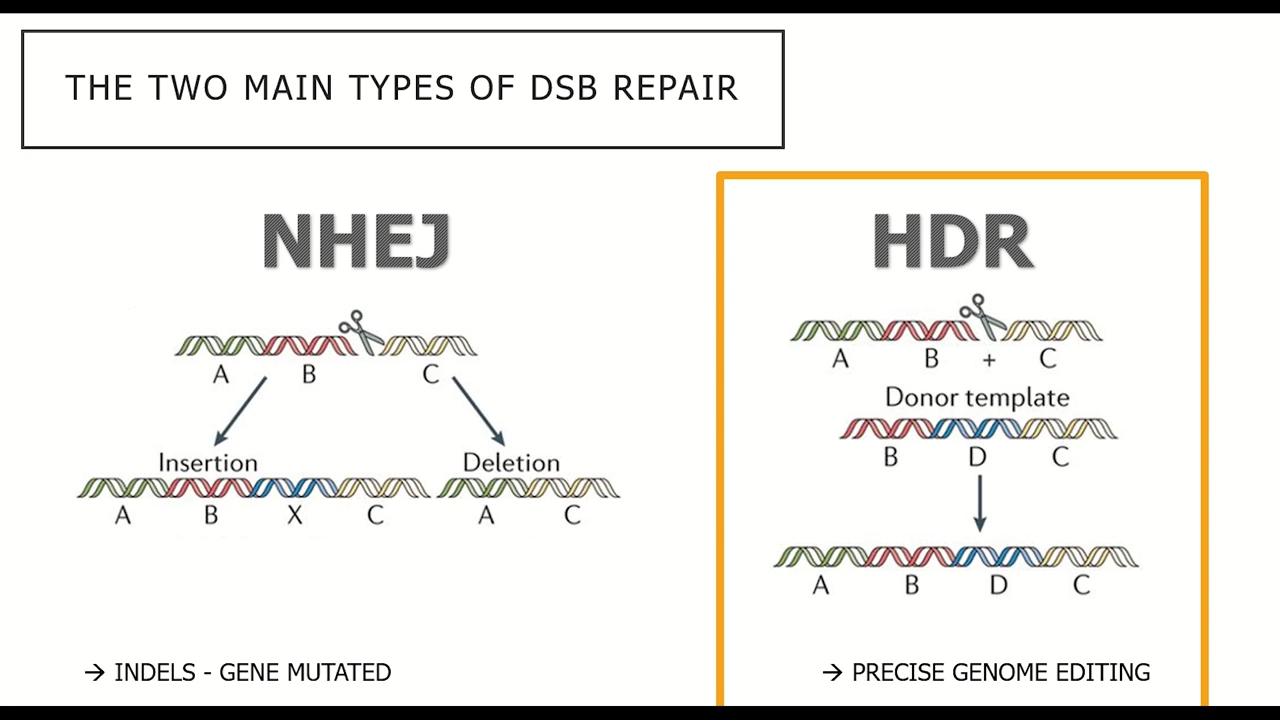 THE TWO MAIN TYPES OF DSB REPAIR
NHEJ
A B C
Insertion Deletion
A B X C A C
→ INDELS - GENE MUTATED
HDR
A B + C
Donor template
B D C
A B D C
→ PRECISE GENOME EDITING